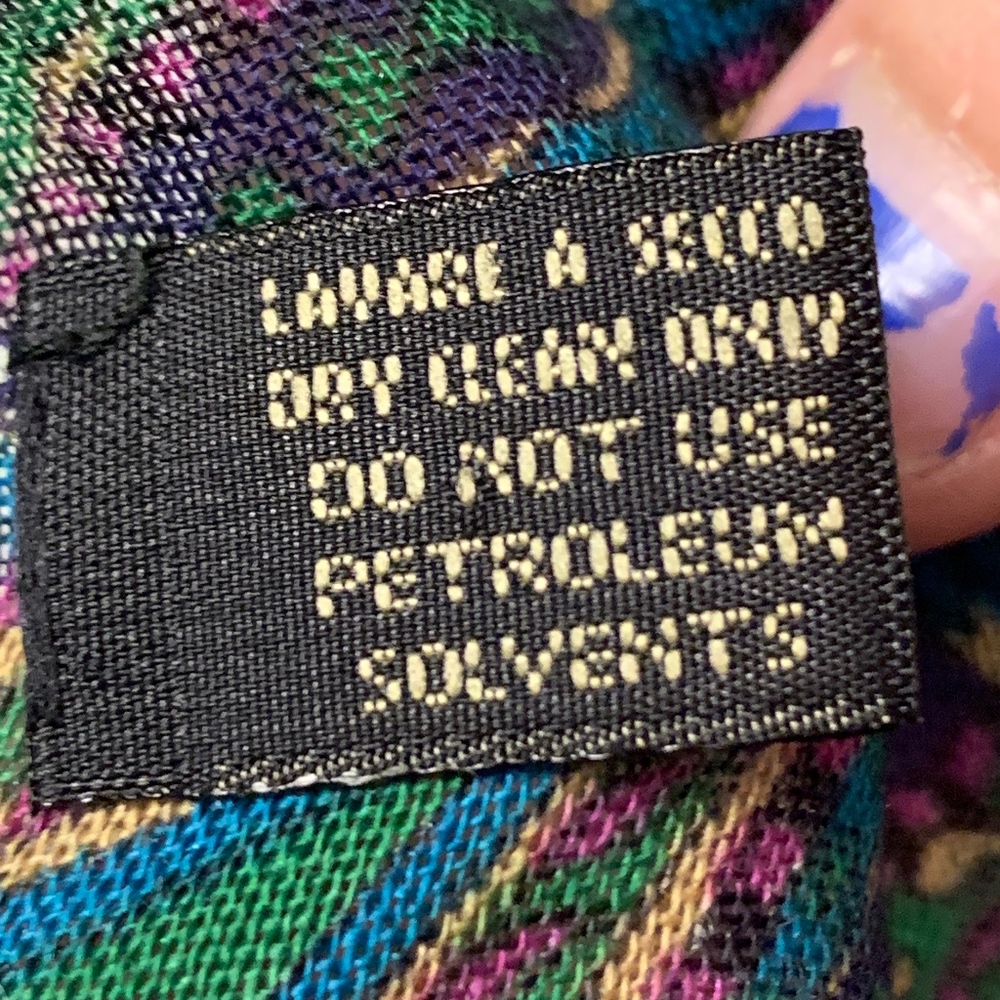 LAVARE A SECCO
DRY CLEAN ONLY
DO NOT USE
PETROLEUM
SOLVENTS